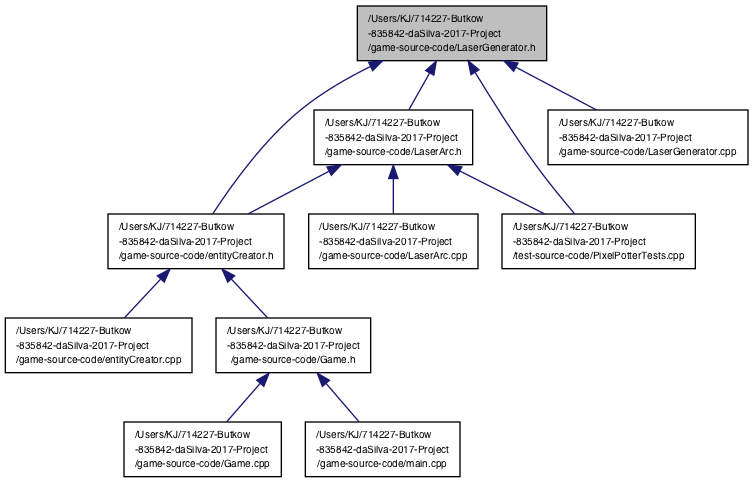 /Users/KJ/714227-Butkow
-835842-daSilva-2017-Project
/game-source-code/LaserGenerator.h
/Users/KJ/714227-Butkow
-835842-daSilva-2017-Project
/game-source-code/LaserArc.h
/Users/KJ/714227-Butkow
-835842-daSilva-2017-Project
/game-source-code/LaserGenerator.cpp
/Users/KJ/714227-Butkow
-835842-daSilva-2017-Project
/game-source-code/entityCreator.h
/Users/KJ/714227-Butkow
-835842-daSilva-2017-Project
/game-source-code/LaserArc.cpp
/Users/KJ/714227-Butkow
-835842-daSilva-2017-Project
/test-source-code/PixelPotterTests.cpp
/Users/KJ/714227-Butkow
-835842-daSilva-2017-Project
/game-source-code/entityCreator.cpp
/Users/KJ/714227-Butkow
-835842-daSilva-2017-Project
/game-source-code/Game.h
/Users/KJ/714227-Butkow
-835842-daSilva-2017-Project
/game-source-code/Game.cpp
/Users/KJ/714227-Butkow
-835842-daSilva-2017-Project
/game-source-code/main.cpp